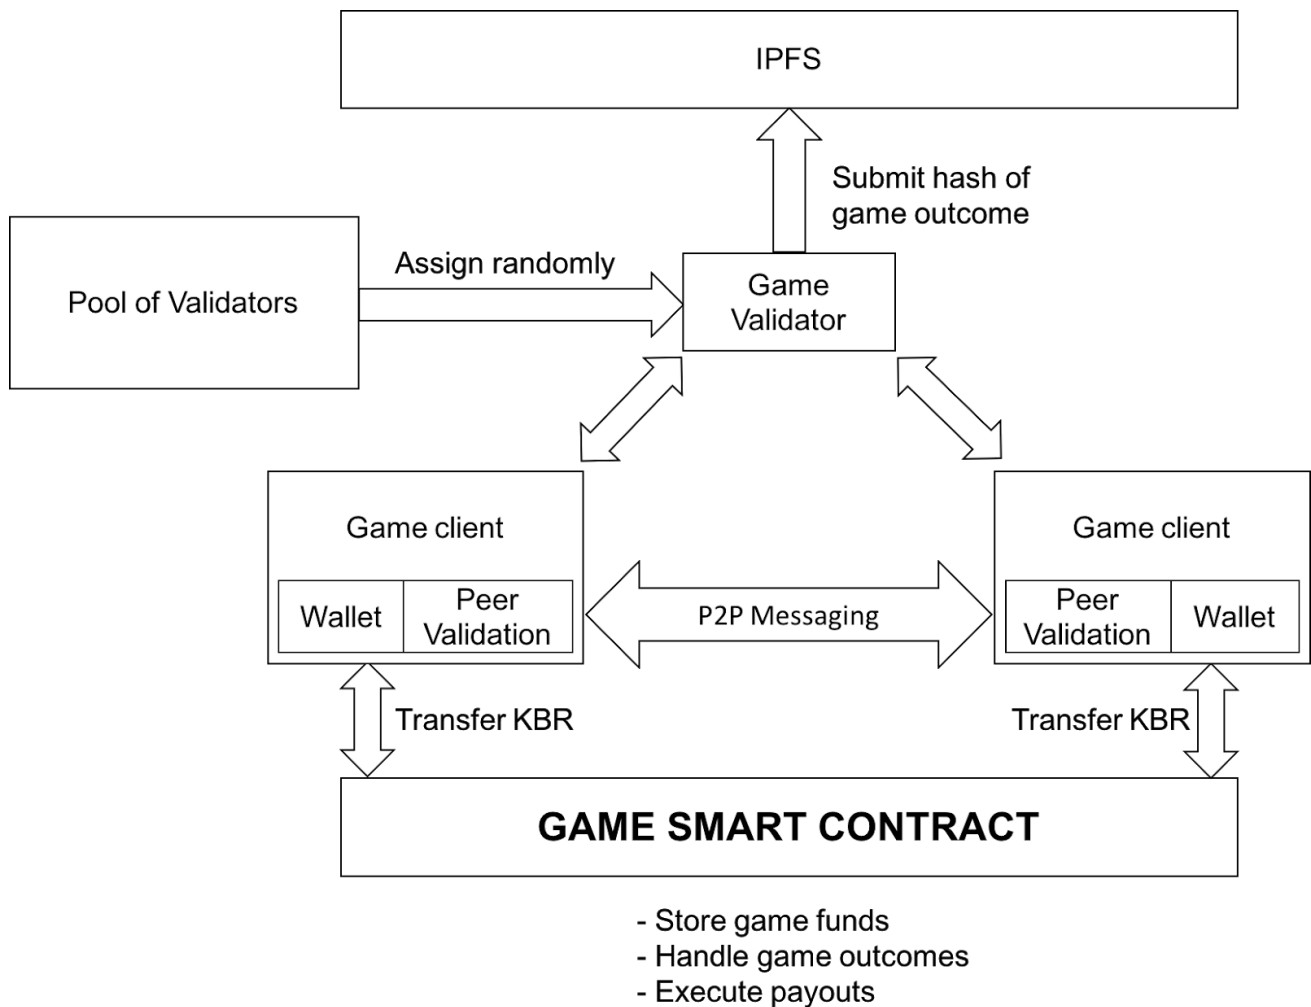 IPFS
Submit hash of
game outcome
Assign randomly
Pool of Validators
Game
Validator
Game client
Wallet
Peer
Validation
P2P Messaging
Game client
Peer
Validation
Wallet
Transfer KBR
Transfer KBR
GAME SMART CONTRACT
- Store game funds
- Handle game outcomes
- Execute payouts